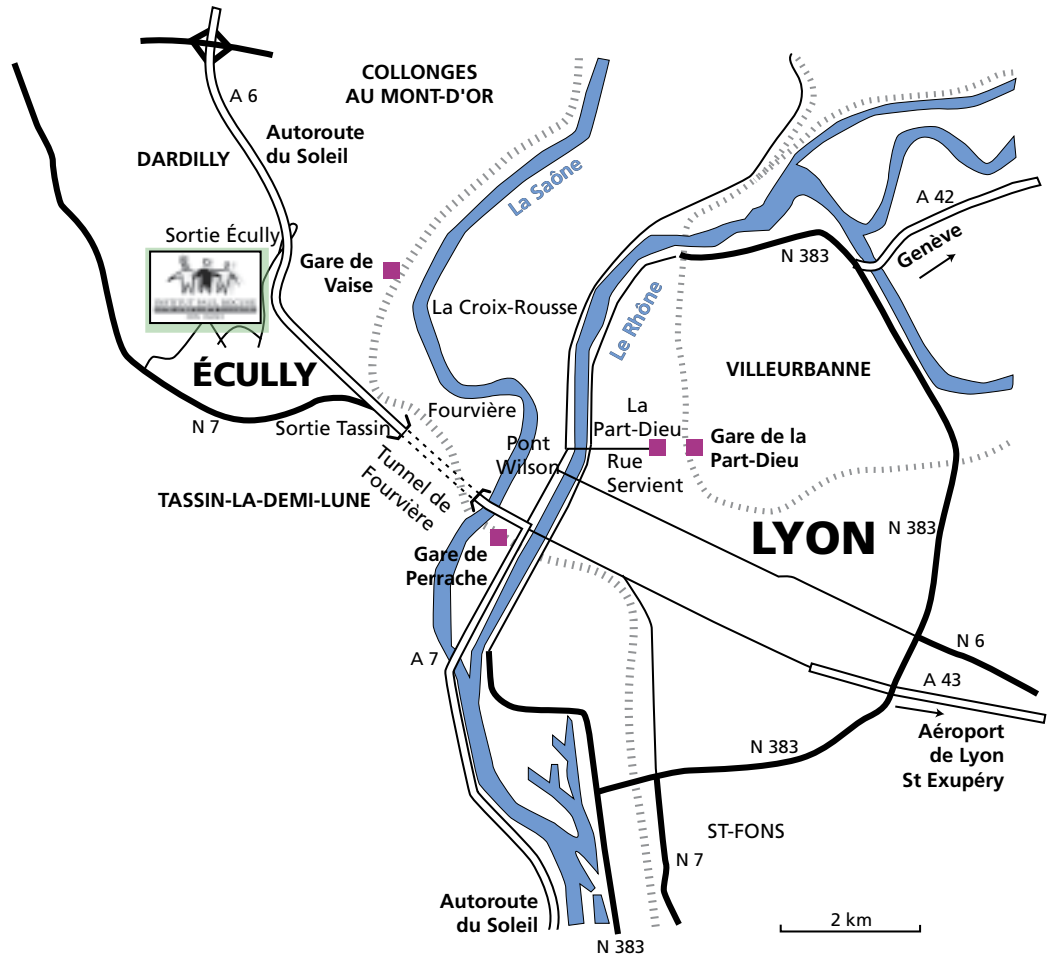 COLLONGES
AU MONT-D'OR
A 6
Autoroute
du Soleil
DARDILLY
La Saône
A 42
Sortie Écully
Genève
N 383
Gare de
Vaise
La Croix-Rousse
Le Rhône
ÉCULLY
VILLEURBANNE
N 7
Sortie Tassin
Fourvière
La
Part-Dieu
Gare de la
Part-Dieu
Pont
Wilson
Rue
Servient
Tunnel de
Fourvière
TASSIN-LA-DEMI-LUNE
LYON
N 383
Gare de
Perrache
A 7
N 6
A 43
Aéroport
de Lyon
St Exupéry
N 383
ST-FONS
N 7
Autoroute
du Soleil
N 383
2 km